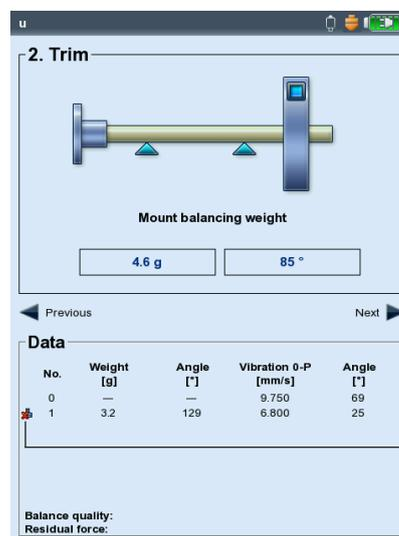 u
2. Trim
Mount balancing weight
4.6 g 85 °
Previous Next
Data
No. Weight [g] Angle [°] Vibration 0-P [mm/s] Angle [°]
0 — — 9.750 69
1 3.2 129 6.800 25
Balance quality:
Residual force: